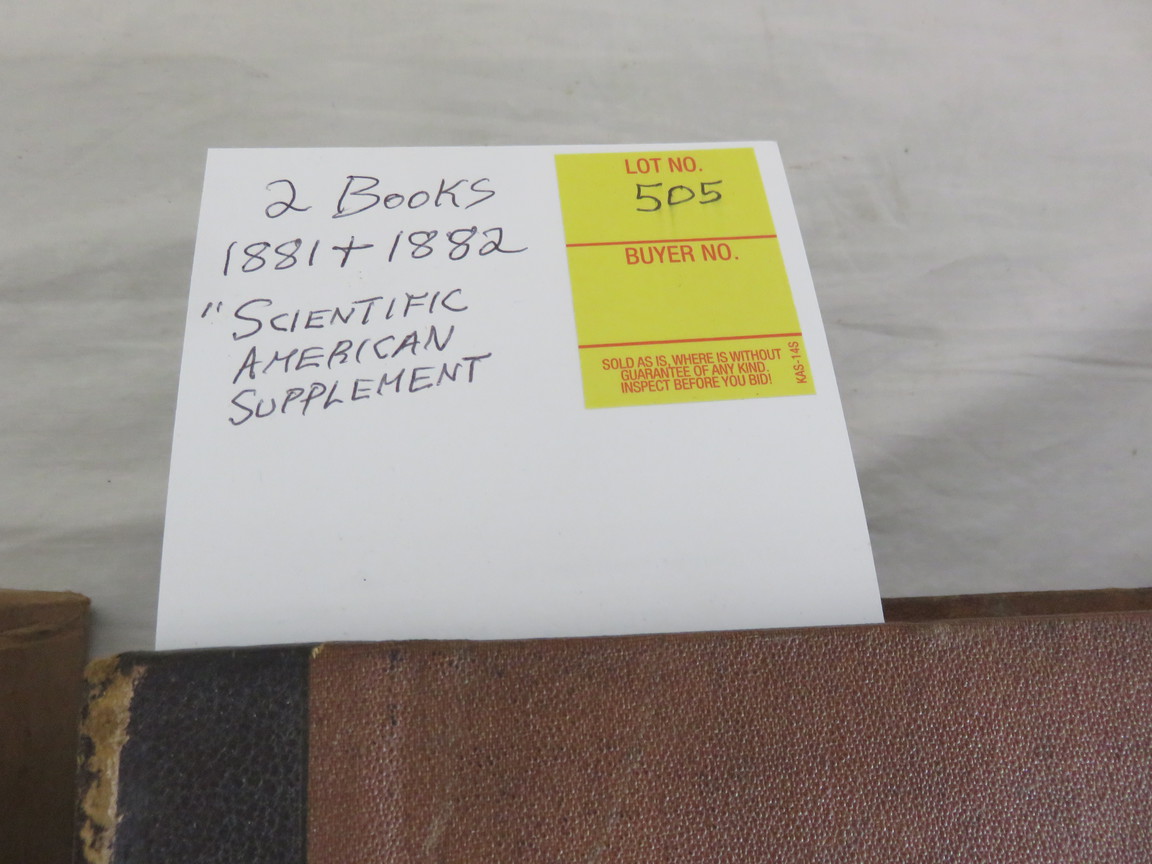 2 Books
1881 + 1882
"SCIENTIFIC
AMERICAN
SUPPLEMENT
LOT NO.
505
BUYER NO.
SOLD AS IS, WHERE IS WITHOUT
GUARANTEE OF ANY KIND.
INSPECT BEFORE YOU BID!
KAS-14S